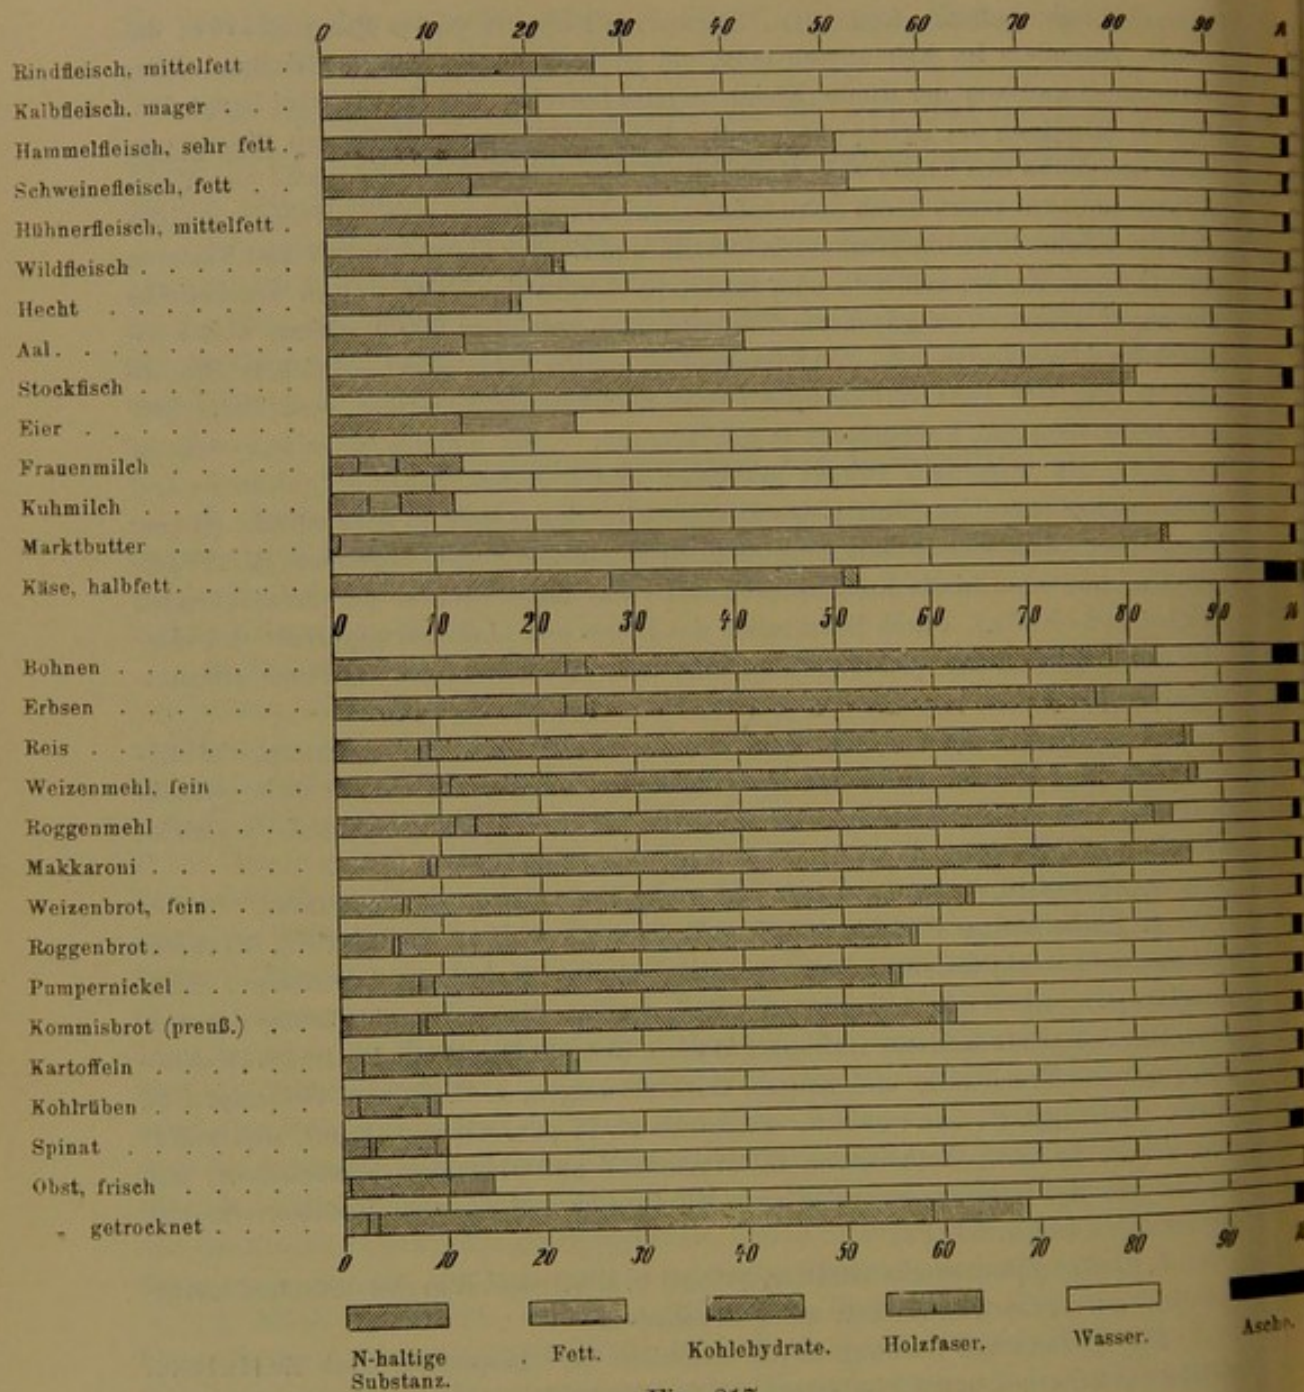 0 10 20 30 40 50 60 70 80 90
Rindfleisch, mittelfett .
Kalbfleisch, mager . . .
Hammelfleisch, sehr fett .
Schweinefleisch, fett . .
Hühnerfleisch, mittelfett .
Wildfleisch . . . . . .
Hecht . . . . . . .
Aal . . . . . . . . .
Stockfisch . . . . . .
Eier . . . . . . . .
Frauenmilch . . . . .
Kuhmilch . . . . . .
Marktbutter . . . . .
Käse, halbfett . . . . .
0 10 20 30 40 50 60 70 80 90
Bohnen . . . . . . .
Erbsen . . . . . . .
Reis . . . . . . . .
Weizenmehl, fein . . .
Roggenmehl . . . . .
Makkaroni . . . . . .
Weizenbrot, fein . . . .
Roggenbrot . . . . . .
Pumpernickel . . . . .
Kommisbrot (preuß.) . .
Kartoffeln . . . . . .
Kohlrüben . . . . . .
Spinat . . . . . . .
Obst, frisch . . . . .
„ getrocknet . . . .
0 10 20 30 40 50 60 70 80 90
N-haltige Substanz.
Fett.
Kohlehydrate.
Holzfaser.
Wasser.
Asche.